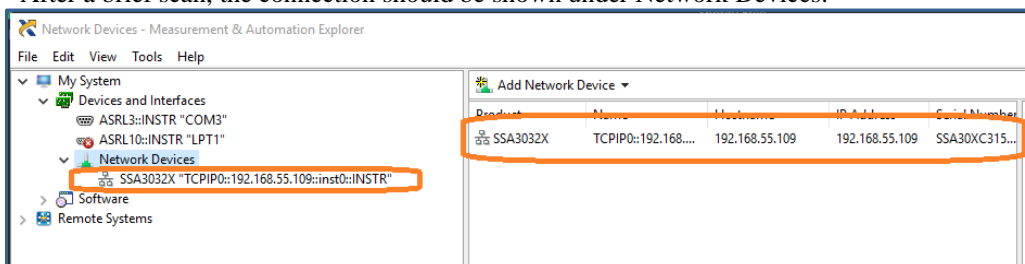 After a brief scan, the connection should be shown under Network Devices.
Network Devices - Measurement & Automation Explorer
File Edit View Tools Help
My System
Devices and Interfaces
ASRL3::INSTR "COM3"
ASRL10::INSTR "LPT1"
Network Devices
SSA3032X "TCPIP0::192.168.55.109::inst0::INSTR"
Software
Remote Systems
Add Network Device
Product Name Hostname IP Address Serial Number
SSA3032X TCPIP0::192.168.... 192.168.55.109 192.168.55.109 SSA30XC315...